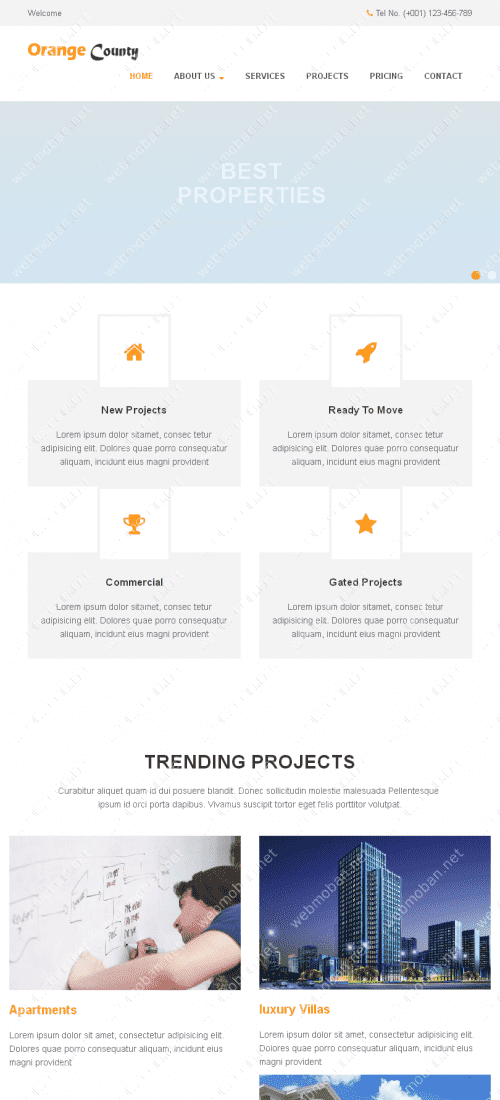 Welcome
Tel No. (+001) 123-456-789
Orange County
HOME ABOUT US SERVICES PROJECTS PRICING CONTACT
BEST
PROPERTIES
New Projects
Lorem ipsum dolor sitamet, consec tetur
adipisicing elit. Dolores quae porro consequatur
aliquam, incidunt eius magni provident
Ready To Move
Lorem ipsum dolor sitamet, consec tetur
adipisicing elit. Dolores quae porro consequatur
aliquam, incidunt eius magni provident
Commercial
Lorem ipsum dolor sitamet, consec tetur
adipisicing elit. Dolores quae porro consequatur
aliquam, incidunt eius magni provident
Gated Projects
Lorem ipsum dolor sitamet, consec tetur
adipisicing elit. Dolores quae porro consequatur
aliquam, incidunt eius magni provident
TRENDING PROJECTS
Curabitur aliquet quam id dui posuere blandit. Donec sollicitudin molestie malesuada Pellentesque
ipsum id orci porta dapibus. Vivamus suscipit tortor eget felis porttitor volutpat.
Apartments
Lorem ipsum dolor sit amet, consectetur adipisicing elit.
Dolores quae porro consequatur aliquam, incidunt eius
magni provident
luxury Villas
Lorem ipsum dolor sit amet, consectetur adipisicing elit.
Dolores quae porro consequatur aliquam, incidunt eius
magni provident
webmoban.net